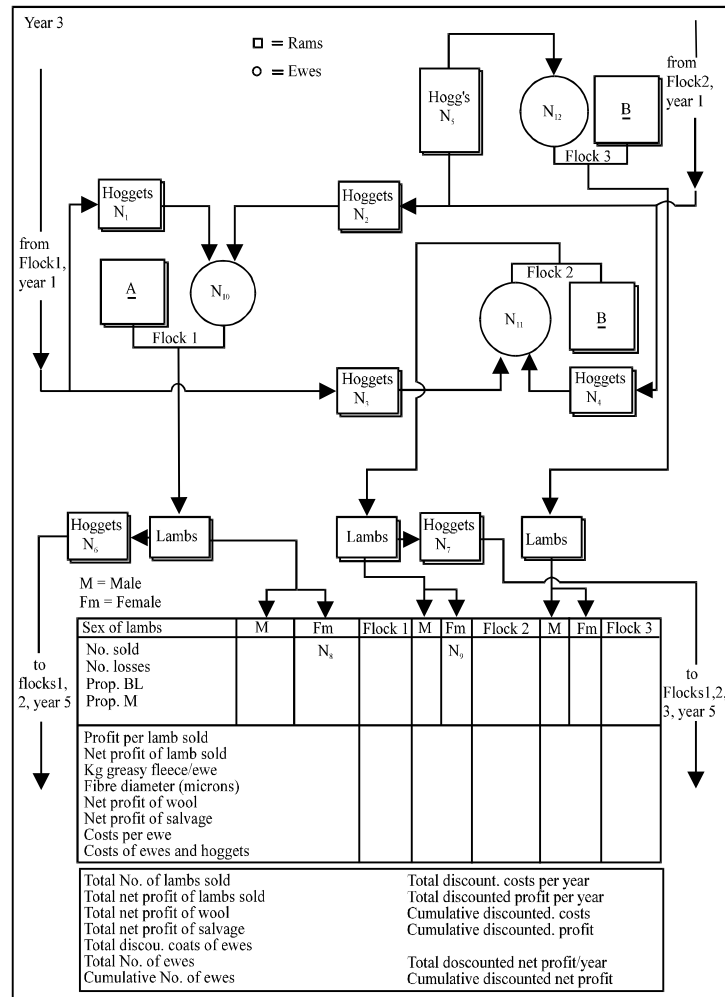 Year 3
= Rams
= Ewes
from
Flock2,
year 1
Hogg's
N5
N12
B
Flock 3
Hoggets
N1
Hoggets
N2
from
Flock1,
year 1
A
N10
Flock 1
Flock 2
N11
B
Hoggets
N3
Hoggets
N4
Hoggets
N6
Lambs
Lambs
Hoggets
N7
Lambs
M = Male
Fm = Female
Sex of lambs M Fm Flock 1 M Fm Flock 2 M Fm Flock 3
No. sold N8 N9
No. losses
Prop. BL
Prop. M
to
flocks1,
2, year 5
to
Flocks1,2,
3, year 5
Profit per lamb sold
Net profit of lamb sold
Kg greasy fleece/ewe
Fibre diameter (microns)
Net profit of wool
Net profit of salvage
Costs per ewe
Costs of ewes and hoggets
Total No. of lambs sold
Total net profit of lambs sold
Total net profit of wool
Total net profit of salvage
Total discou. coats of ewes
Total No. of ewes
Cumulative No. of ewes
Total discount. costs per year
Total discounted profit per year
Cumulative discounted. costs
Cumulative discounted. profit
Total doscounted net profit/year
Cumulative discounted net profit